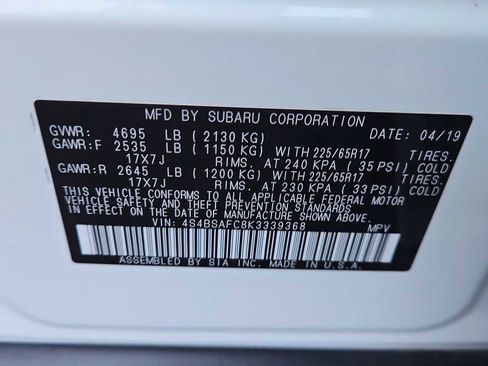 MFD BY SUBARU CORPORATION
GVWR: 4695 LB (2130 KG) DATE: 04/19
GAWR:F 2535 LB (1150 KG) WITH 225/65R17 TIRES.
17X7J RIMS. AT 240 KPA (35 PSI) COLD
GAWR:R 2645 LB (1200 KG) WITH 225/65R17 TIRES.
17X7J RIMS. AT 230 KPA (33 PSI) COLD
THIS VEHICLE CONFORMS TO ALL APPLICABLE FEDERAL MOTOR
VEHICLE SAFETY AND THEFT PREVENTION STANDARDS IN EFFECT
ON THE DATE OF MANUFACTURE SHOWN ABOVE.
VIN: 4S4BSAFC8K3339368 MPV
ASSEMBLED BY SIA INC. MADE IN U.S.A.